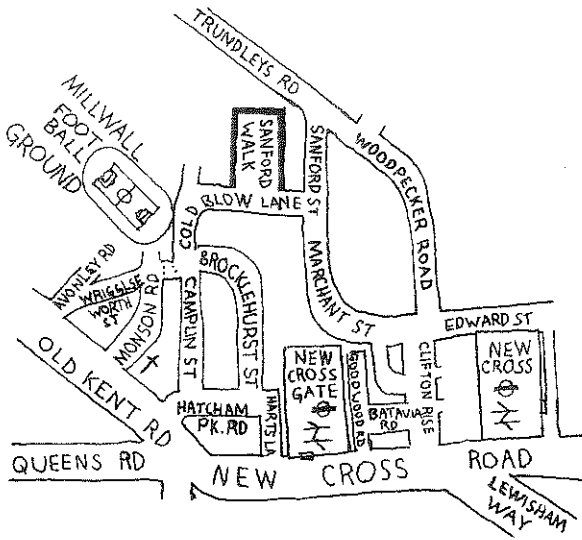 TRUNDLEYS RD
MILLWALL
FOOT
BALL
GROUND
SANFORD
WALK
SANFORD ST
WOODPECKER ROAD
COLD
BLOW LANE
AVONLEY RD
WRIGGLSE
WORTH
ST
MONSON RD
CAMPLIN ST
BROCKLEHURST ST
MARCHANT ST
EDWARD ST
OLD KENT RD
HATCHAM
PK. RD
HARTS LA
NEW
CROSS
GATE
GOODWOOD RD
BATAVIA
RD
CLIFTON RISE
NEW
CROSS
QUEENS RD
NEW CROSS ROAD
LEWISHAM
WAY